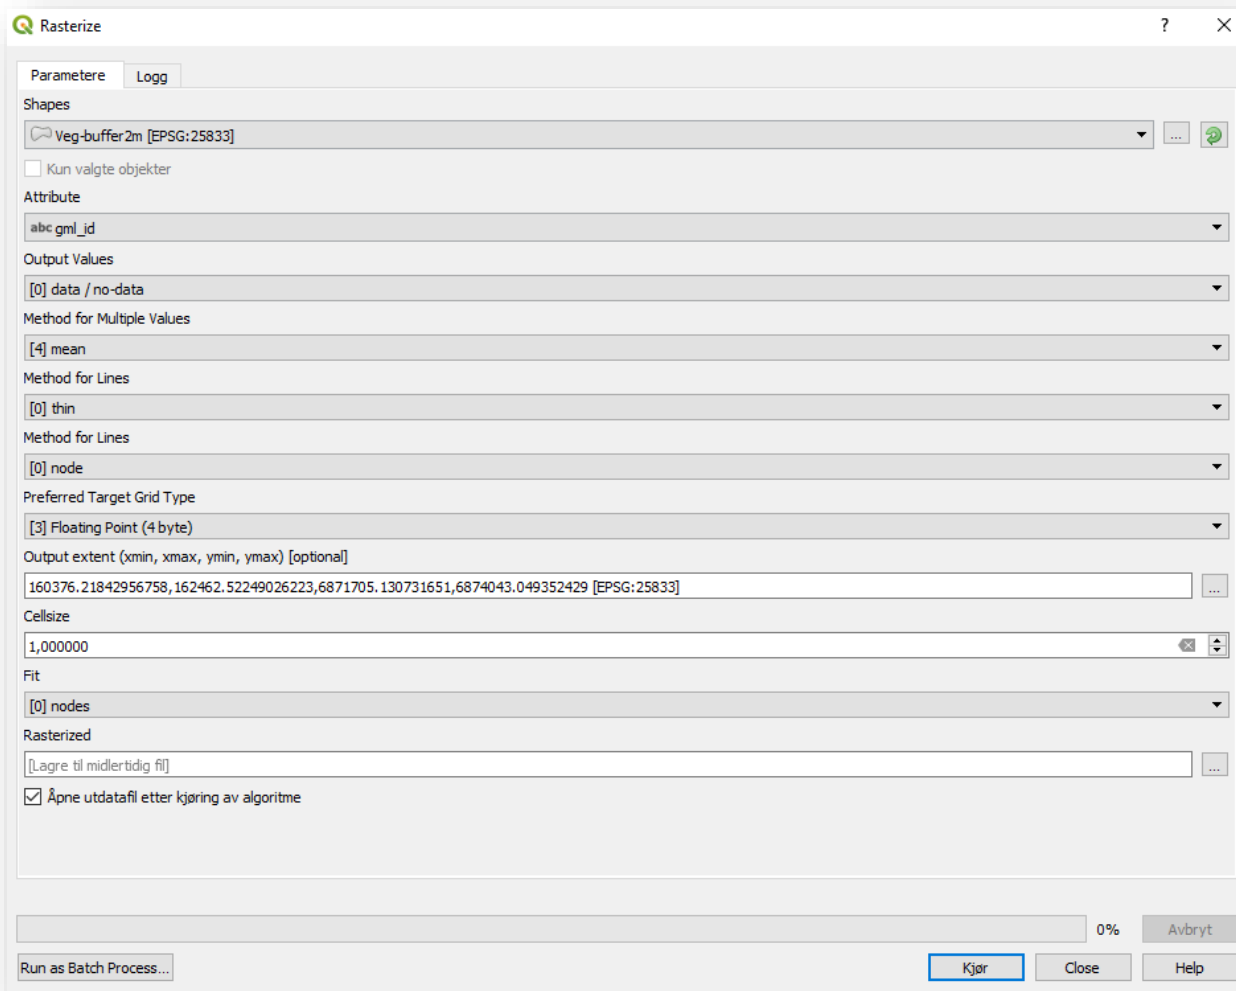 Rasterize
?
Parametere
Logg
Shapes
Veg-buffer2m [EPSG:25833]
...
Kun valgte objekter
Attribute
abc gml_id
Output Values
[0] data / no-data
Method for Multiple Values
[4] mean
Method for Lines
[0] thin
Method for Lines
[0] node
Preferred Target Grid Type
[3] Floating Point (4 byte)
Output extent (xmin, xmax, ymin, ymax) [optional]
160376.21842956758,162462.52249026223,6871705.130731651,6874043.049352429 [EPSG:25833]
...
Cellsize
1,000000
Fit
[0] nodes
Rasterized
[Lagre til midlertidig fil]
...
Åpne utdatafil etter kjøring av algoritme
0%
Avbryt
Run as Batch Process...
Kjør
Close
Help